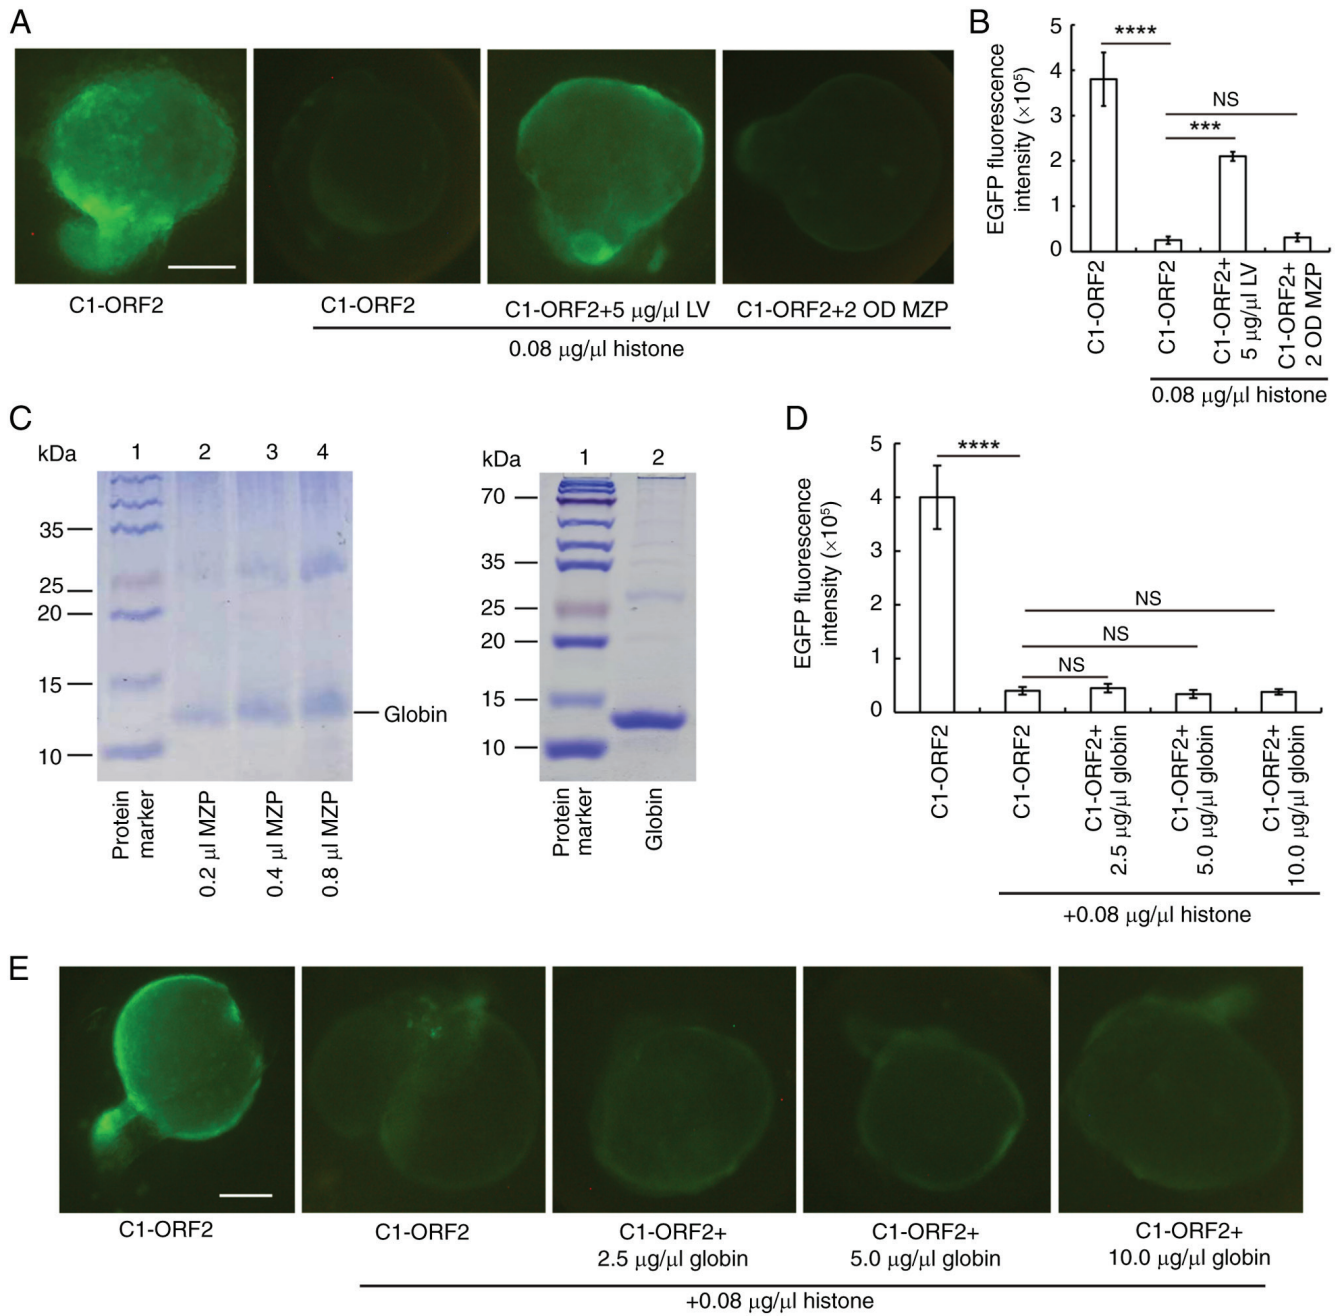 A
C1-ORF2
C1-ORF2
C1-ORF2+5 μg/μl LV
C1-ORF2+2 OD MZP
0.08 μg/μl histone
B
EGFP fluorescence
intensity (×10⁵)
5
4
3
2
1
0
****
NS
***
C1-ORF2
C1-ORF2
C1-ORF2+
5 μg/μl LV
C1-ORF2+
2 OD MZP
0.08 μg/μl histone
C
kDa
1
2
3
4
35
25
20
15
10
Globin
Protein
marker
0.2 μl MZP
0.4 μl MZP
0.8 μl MZP
kDa
1
2
70
35
25
20
15
10
Protein
marker
Globin
D
EGFP fluorescence
intensity (×10⁵)
5
4
3
2
1
0
****
NS
NS
NS
C1-ORF2
C1-ORF2
C1-ORF2+
2.5 μg/μl globin
C1-ORF2+
5.0 μg/μl globin
C1-ORF2+
10.0 μg/μl globin
+0.08 μg/μl histone
E
C1-ORF2
C1-ORF2
C1-ORF2+
2.5 μg/μl globin
C1-ORF2+
5.0 μg/μl globin
C1-ORF2+
10.0 μg/μl globin
+0.08 μg/μl histone